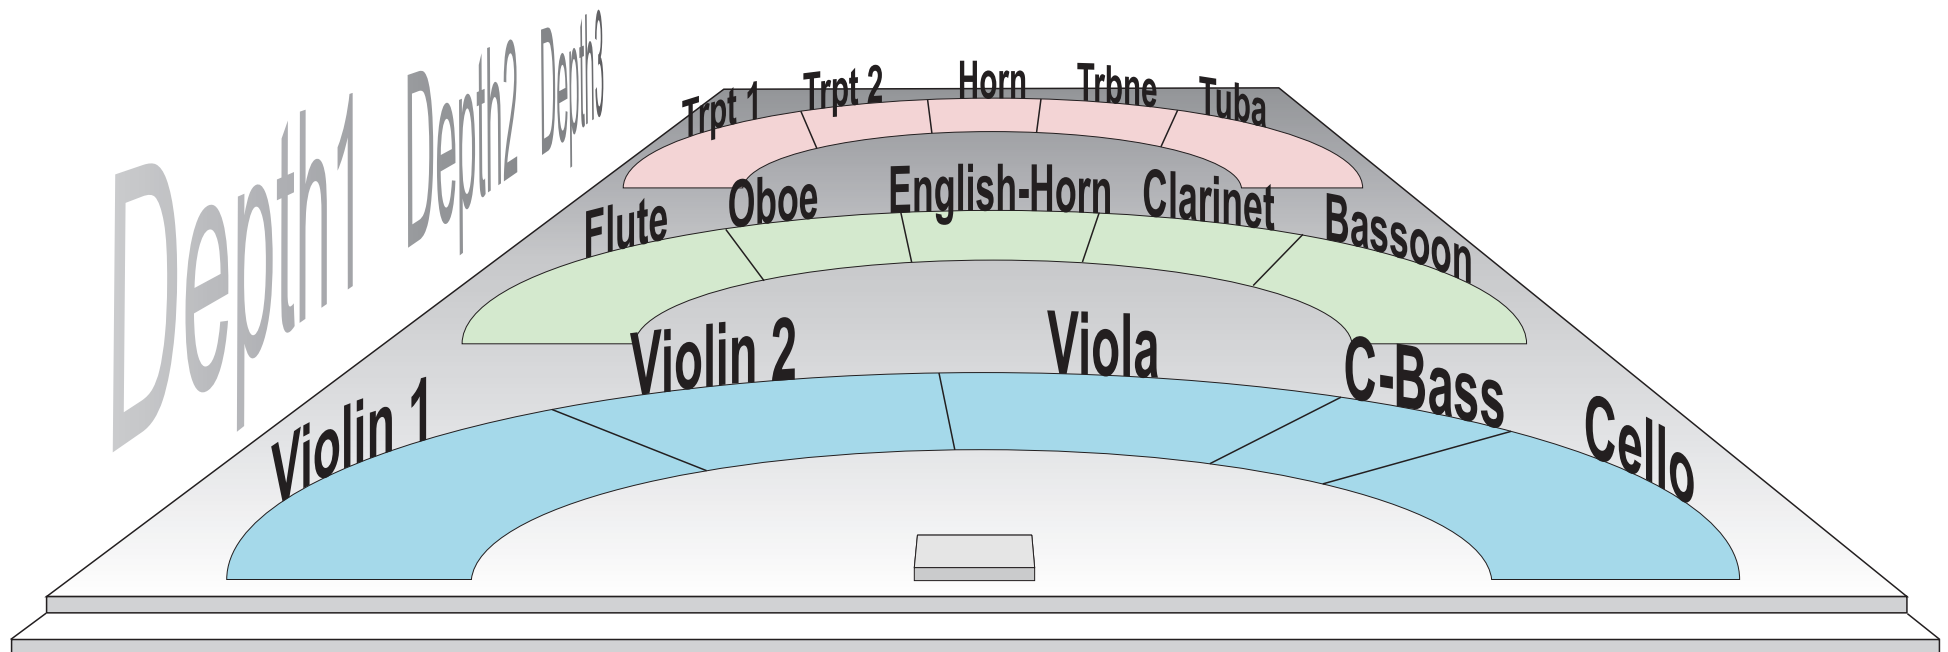 Depth1 Depth2 Depth3
Trpt 1 Trpt 2 Horn Trbne Tuba
Flute Oboe English-Horn Clarinet Bassoon
Violin 1 Violin 2 Viola C-Bass Cello